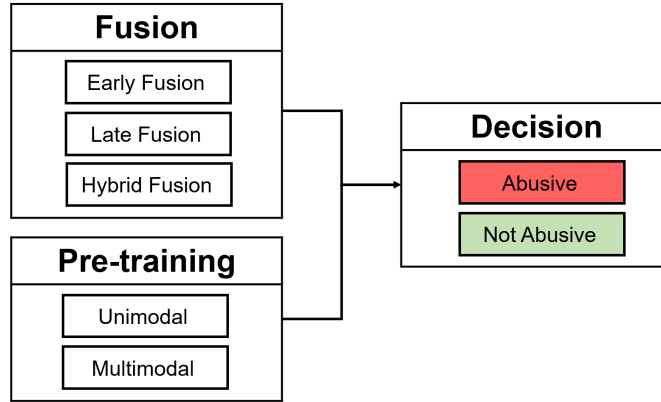 Fusion
Early Fusion
Late Fusion
Hybrid Fusion
Pre-training
Unimodal
Multimodal
Decision
Abusive
Not Abusive